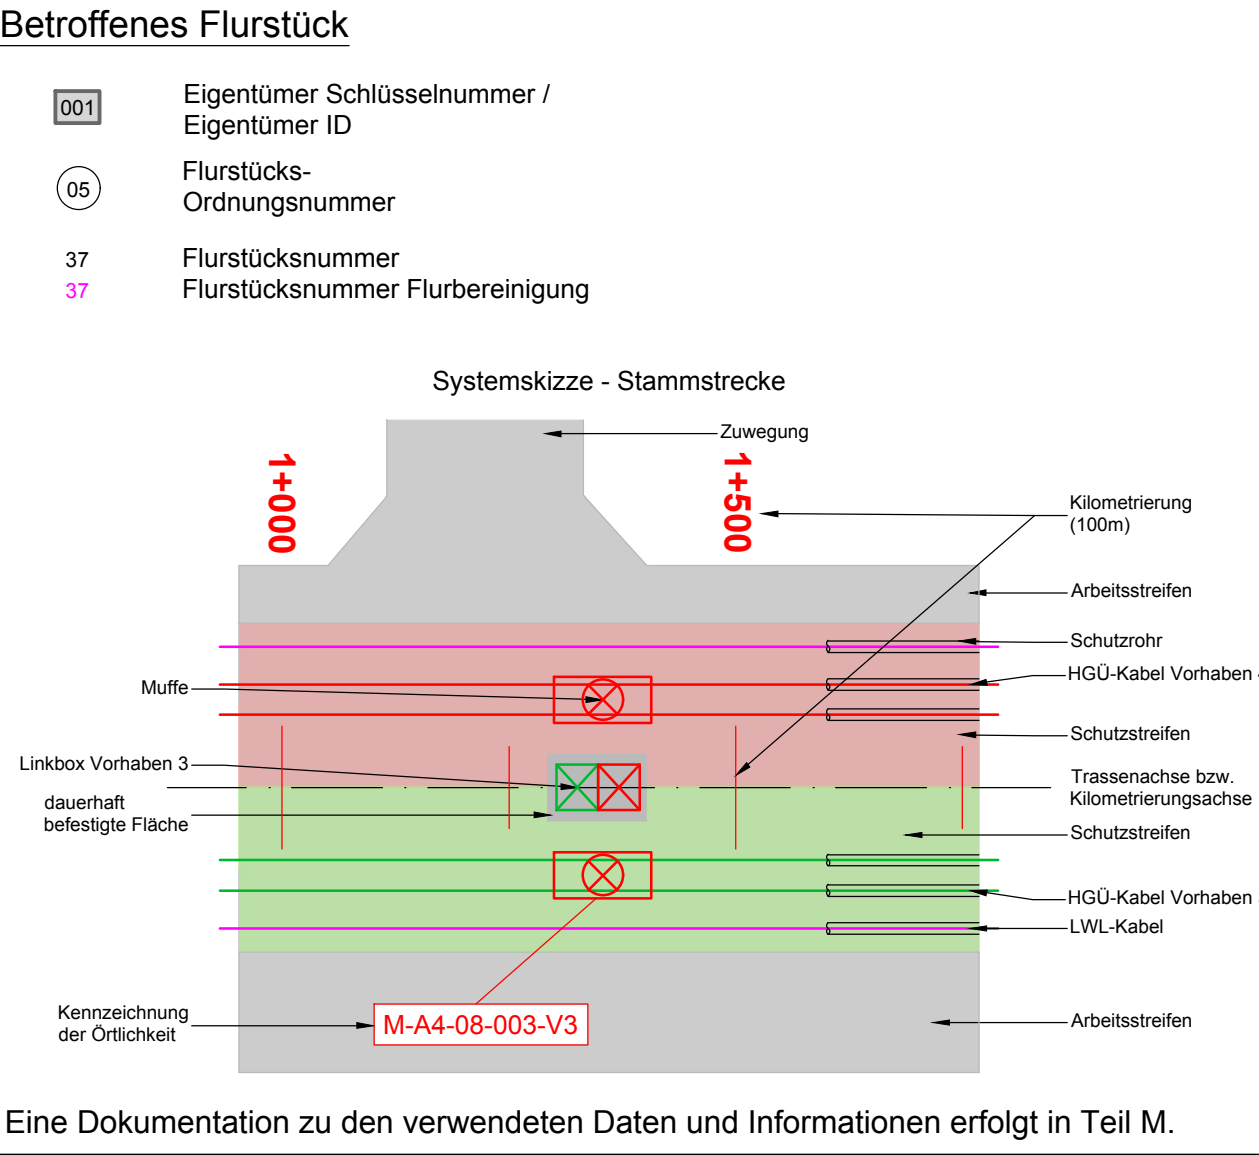 Betroffenes Flurstück
001
Eigentümer Schlüsselnummer /
Eigentümer ID
05
Flurstücks-
Ordnungsnummer
37
Flurstücksnummer
37
Flurstücksnummer Flurbereinigung
Systemskizze - Stammstrecke
Zuwegung
1+000
1+500
Kilometrierung
(100m)
Arbeitsstreifen
Schutzrohr
Muffe
HGÜ-Kabel Vorhaben
Schutzstreifen
Linkbox Vorhaben 3
Trassenachse bzw.
Kilometrierungsachse
dauerhaft
befestigte Fläche
Schutzstreifen
HGÜ-Kabel Vorhaben
LWL-Kabel
Kennzeichnung
der Örtlichkeit
M-A4-08-003-V3
Arbeitsstreifen
Eine Dokumentation zu den verwendeten Daten und Informationen erfolgt in Teil M.